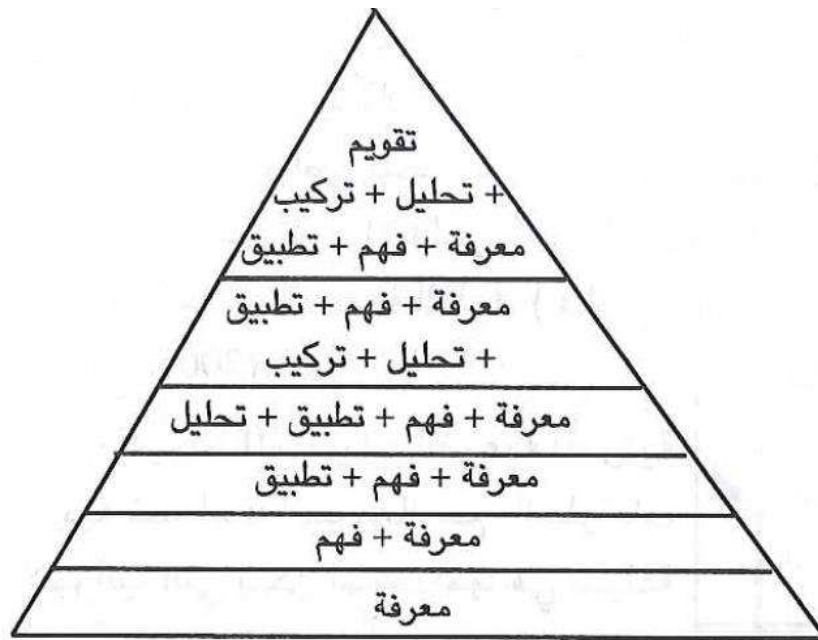 تقويم
+ تحليل + تركيب
معرفة + فهم + تطبيق
معرفة + فهم + تطبيق
+ تحليل + تركيب
معرفة + فهم + تطبيق + تحليل
معرفة + فهم + تطبيق
معرفة + فهم
معرفة